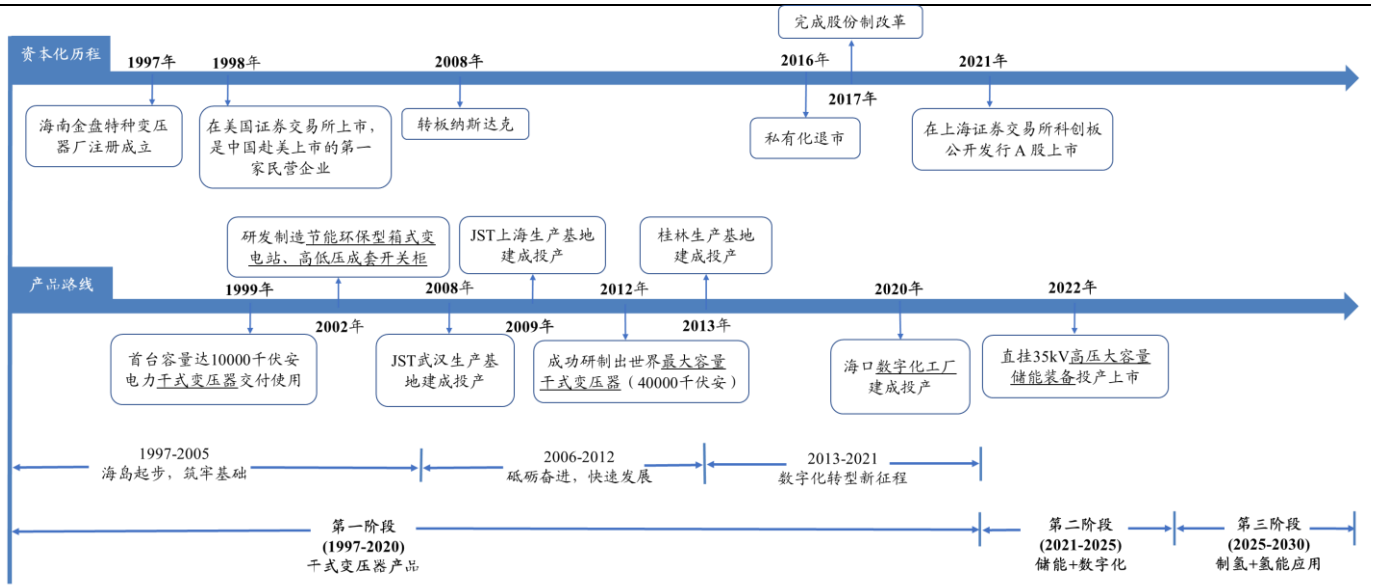 完成股份制改革
资本化历程
1997年
1998年
2008年
2016年
2021年
2017年
海南金盘特种变压
器厂注册成立
在美国证券交易所上市，
是中国赴美上市的第一
家民营企业
转板纳斯达克
私有化退市
在上海证券交易所科创板
公开发行A股上市
研发制造节能环保型箱式变
电站、高低压成套开关柜
JST上海生产基地
建成投产
桂林生产基地
建成投产
产品路线
1999年
2008年
2012年
2020年
2022年
2002年
2009年
2013年
首台容量达10000千伏安
电力干式变压器交付使用
JST武汉生产基
地建成投产
成功研制出世界最大容量
干式变压器（40000千伏安）
海口数字化工厂
建成投产
直挂35kV高压大容量
储能装备投产上市
1997-2005
海岛起步，筑牢基础
2006-2012
砥砺奋进，快速发展
2013-2021
数字化转型新征程
第一阶段
(1997-2020)
干式变压器产品
第二阶段
(2021-2025)
储能+数字化
第三阶段
(2025-2030)
制氢+氢能应用